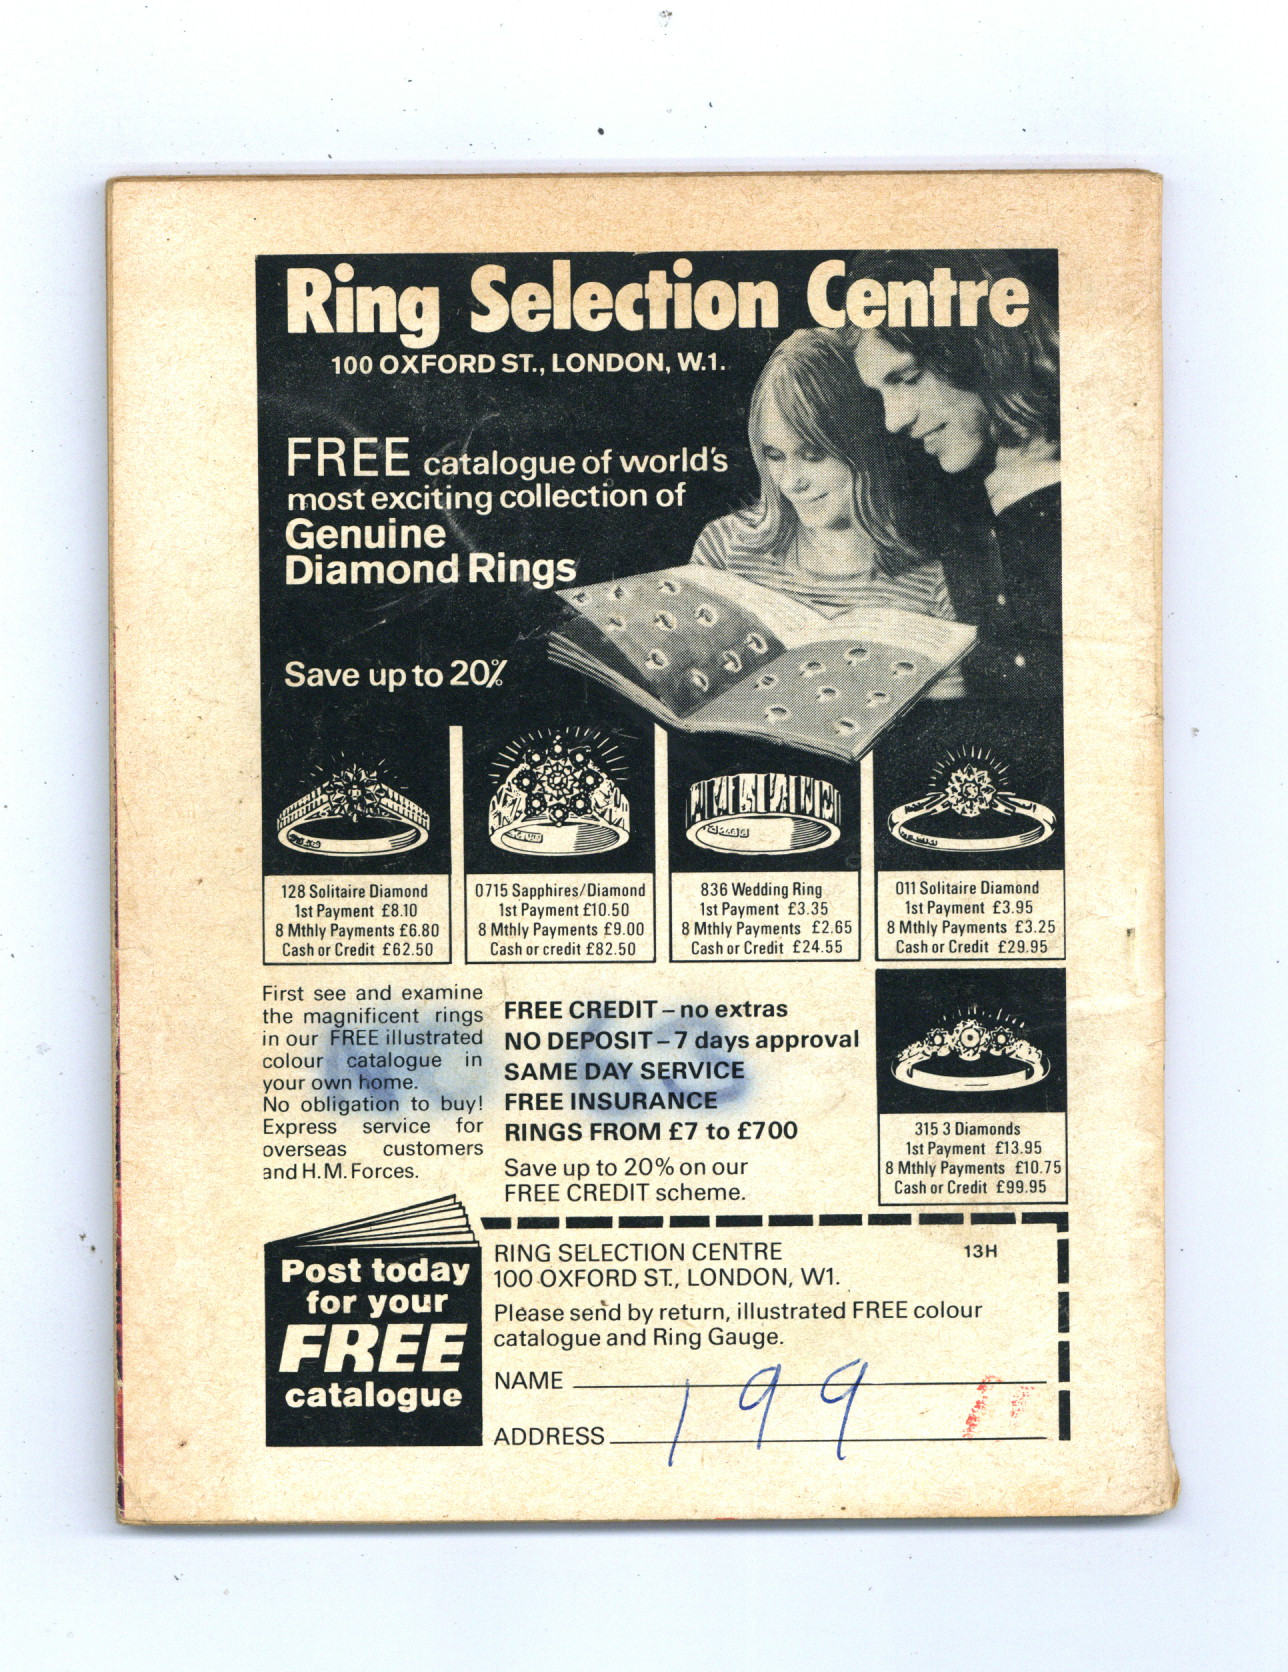 Ring Selection Centre
100 OXFORD ST., LONDON, W.1.
FREE catalogue of world's
most exciting collection of
Genuine
Diamond Rings
Save up to 20%
128 Solitaire Diamond
1st Payment £8.10
8 Mthly Payments £6.80
Cash or Credit £62.50
0715 Sapphires/Diamond
1st Payment £10.50
8 Mthly Payments £9.00
Cash or credit £82.50
836 Wedding Ring
1st Payment £3.35
8 Mthly Payments £2.65
Cash or Credit £24.55
011 Solitaire Diamond
1st Payment £3.95
8 Mthly Payments £3.25
Cash or Credit £29.95
First see and examine
the magnificent rings
in our FREE illustrated
colour catalogue in
your own home.
No obligation to buy!
Express service for
overseas customers
and H.M. Forces.
FREE CREDIT – no extras
NO DEPOSIT – 7 days approval
SAME DAY SERVICE
FREE INSURANCE
RINGS FROM £7 to £700
Save up to 20% on our
FREE CREDIT scheme.
315 3 Diamonds
1st Payment £13.95
8 Mthly Payments £10.75
Cash or Credit £99.95
Post today
for your
FREE
catalogue
RING SELECTION CENTRE 13H
100 OXFORD ST., LONDON, W1.
Please send by return, illustrated FREE colour
catalogue and Ring Gauge.
NAME
ADDRESS
199